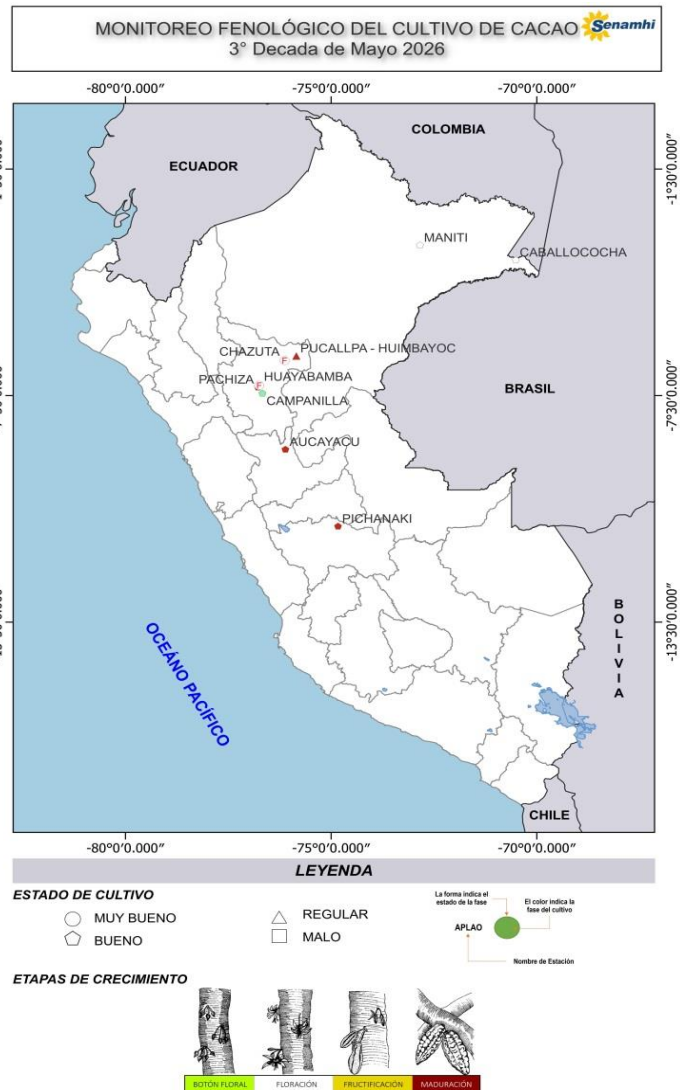 MONITOREO FENOLÓGICO DEL CULTIVO DE CACAO
3° Decada de Mayo 2026
Senamhi
-80°0'0.000" -75°0'0.000" -70°0'0.000"
COLOMBIA
ECUADOR
-1°30'0.000"
MANITI
CABALLOCOCHA
CHAZUTA F PUCALLPA - HUIMBAYOC
PACHIZA F HUAYABAMBA
CAMPANILLA
BRASIL
-7°30'0.000"
AUCAYACU
PICHANAKI
-13°30'0.000"
BOLIVIA
OCEÁNO PACÍFICO
CHILE
-80°0'0.000" -75°0'0.000" -70°0'0.000"
LEYENDA
ESTADO DE CULTIVO
MUY BUENO
BUENO
REGULAR
MALO
La forma indica el
estado de la fase
El color indica la
fase del cultivo
APLAO
Nombre de Estación
ETAPAS DE CRECIMIENTO
BOTÓN FLORAL FLORACIÓN FRUCTIFICACIÓN MADURACIÓN